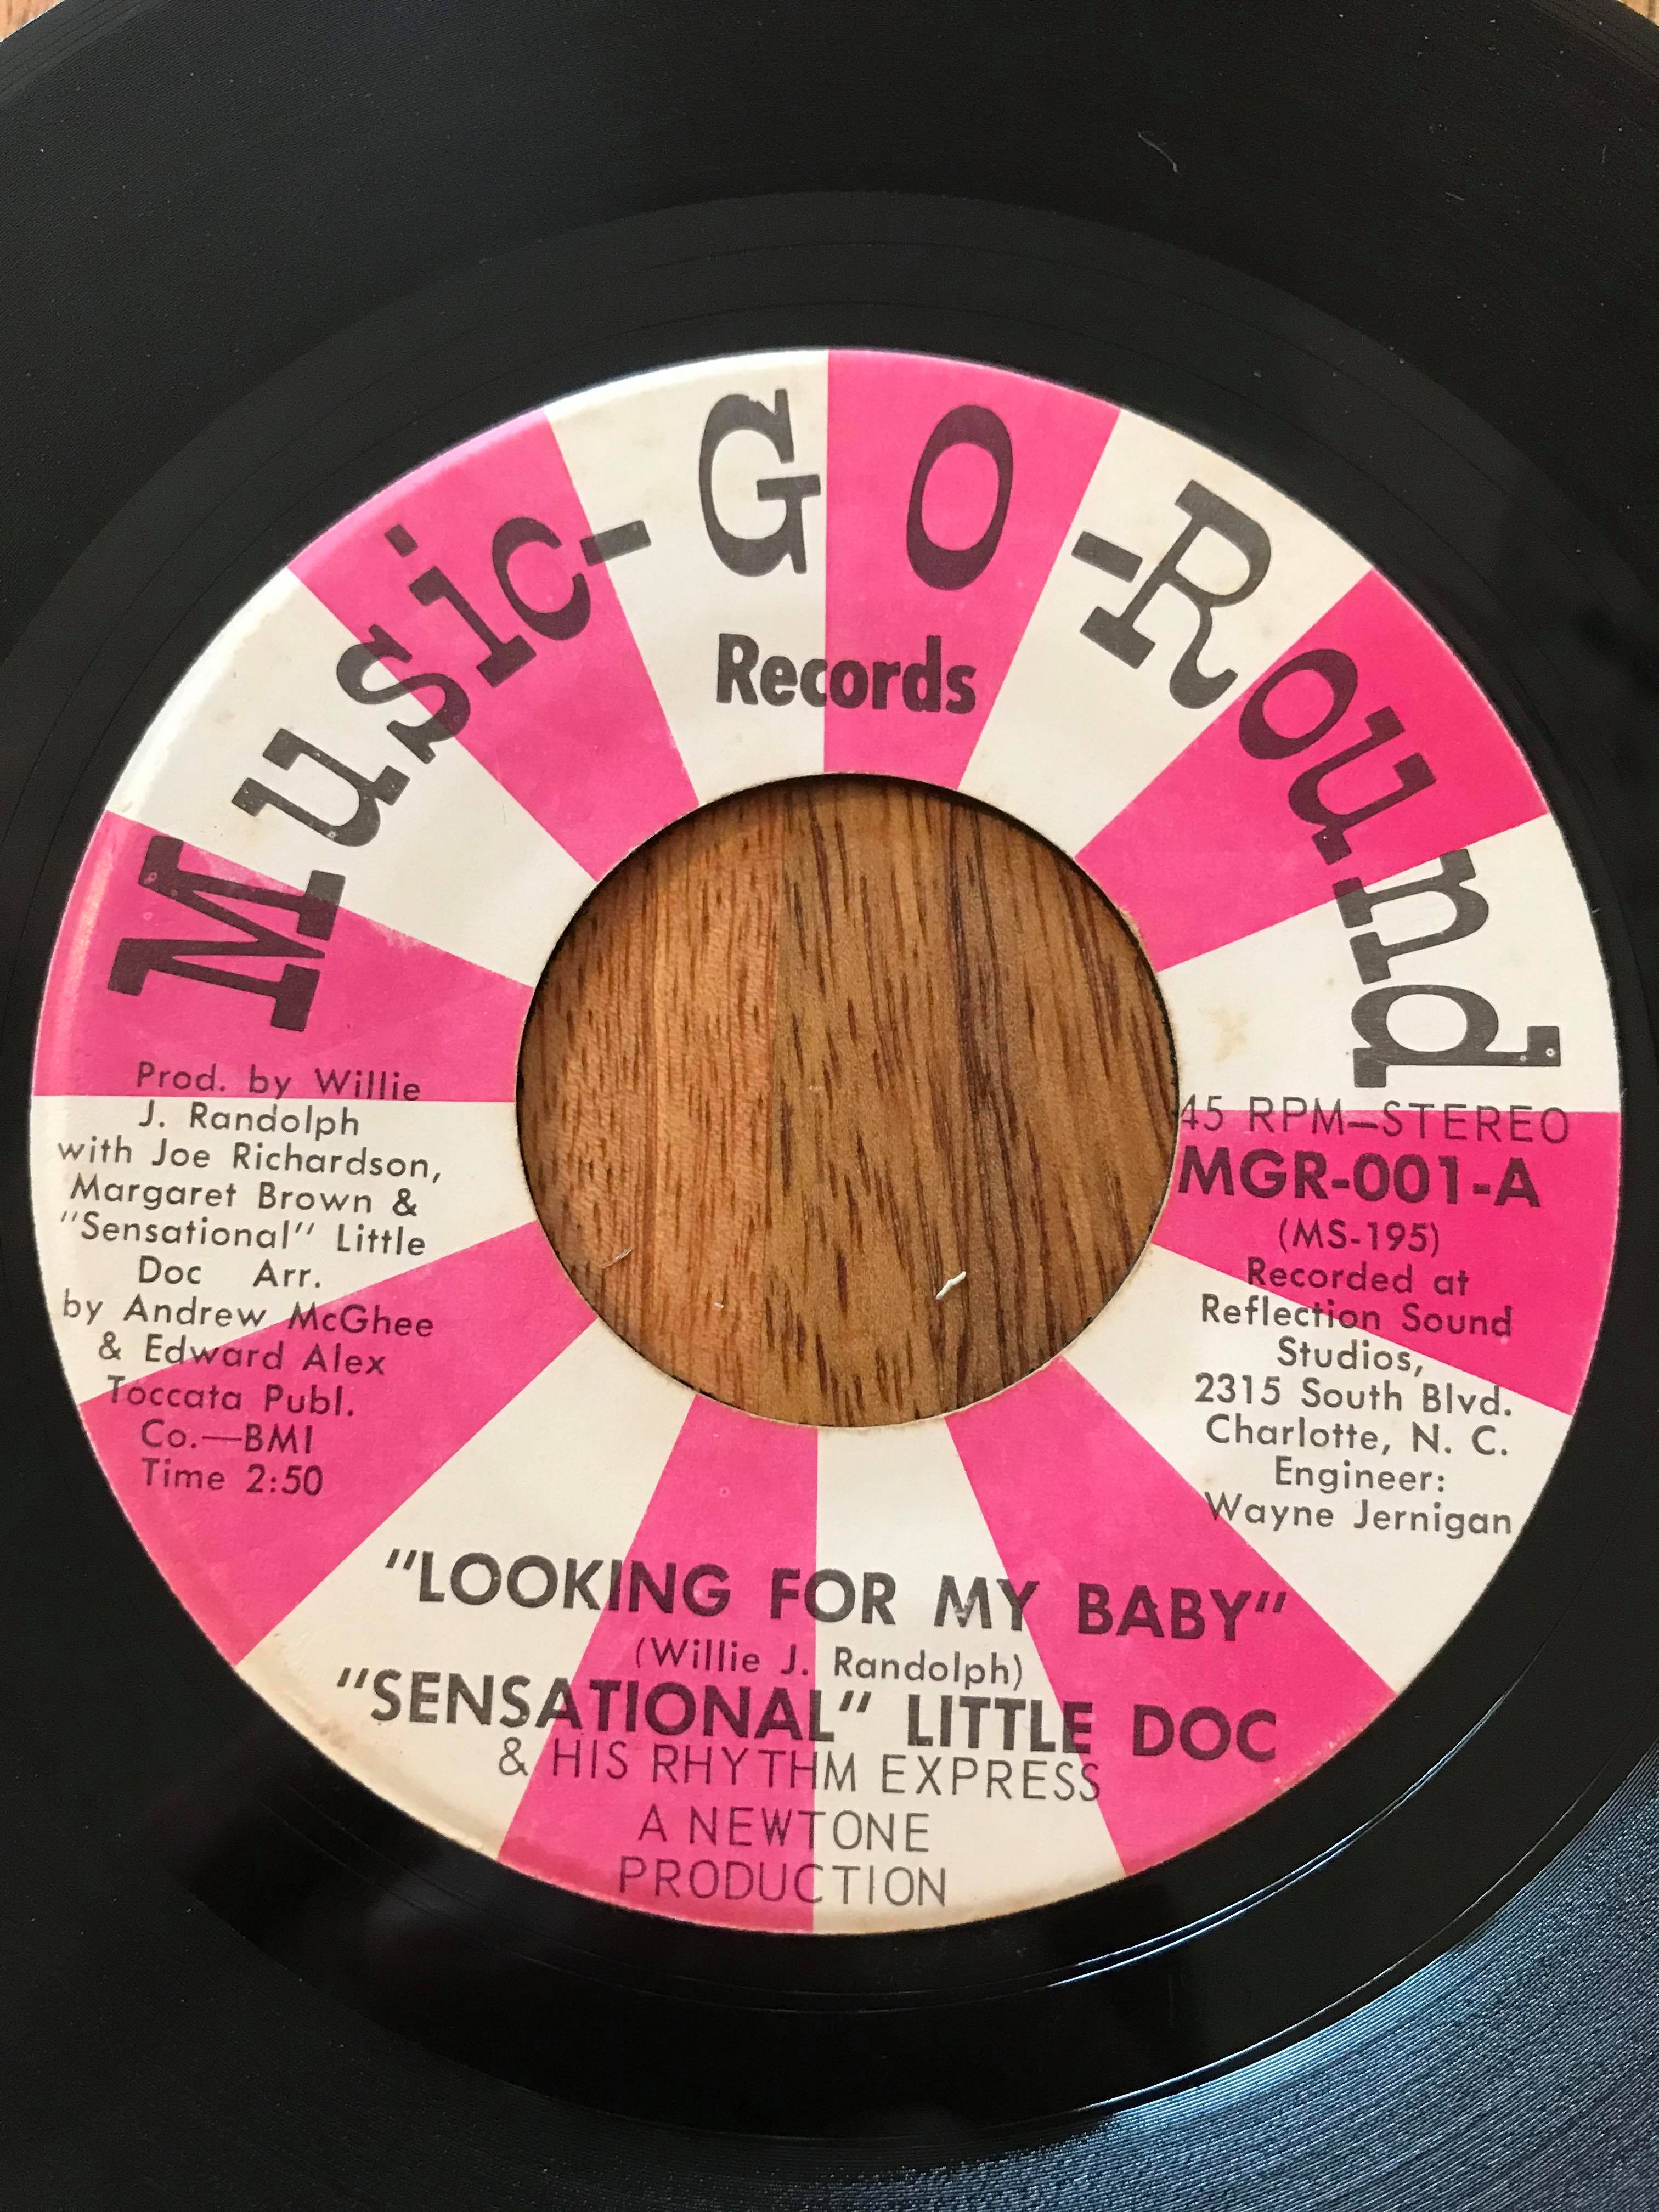 Music-GO-Round
Records
Prod. by Willie
J. Randolph
with Joe Richardson,
Margaret Brown &
"Sensational" Little
Doc Arr.
by Andrew McGhee
& Edward Alex
Toccata Publ.
Co.—BMI
Time 2:50
45 RPM—STEREO
MGR-001-A
(MS-195)
Recorded at
Reflection Sound
Studios,
2315 South Blvd.
Charlotte, N. C.
Engineer:
Wayne Jernigan
"LOOKING FOR MY BABY"
(Willie J. Randolph)
"SENSATIONAL" LITTLE DOC
& HIS RHYTHM EXPRESS
A NEWTONE
PRODUCTION